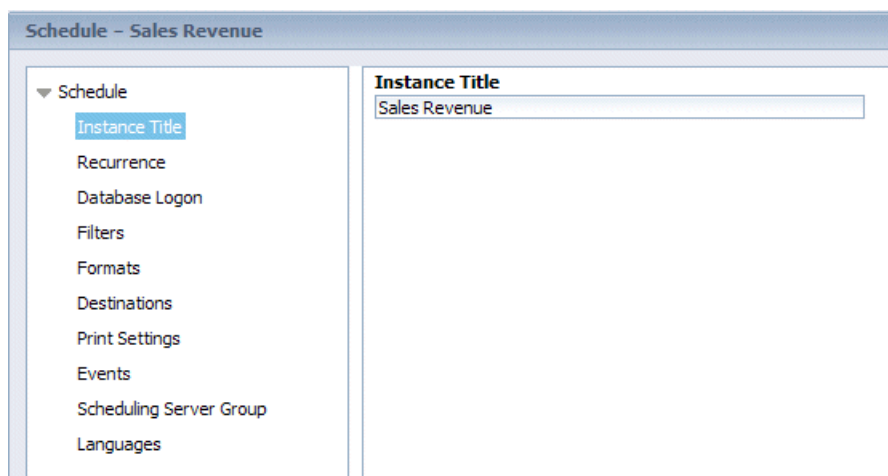 Schedule – Sales Revenue
Schedule
Instance Title
Recurrence
Database Logon
Filters
Formats
Destinations
Print Settings
Events
Scheduling Server Group
Languages
Instance Title
Sales Revenue